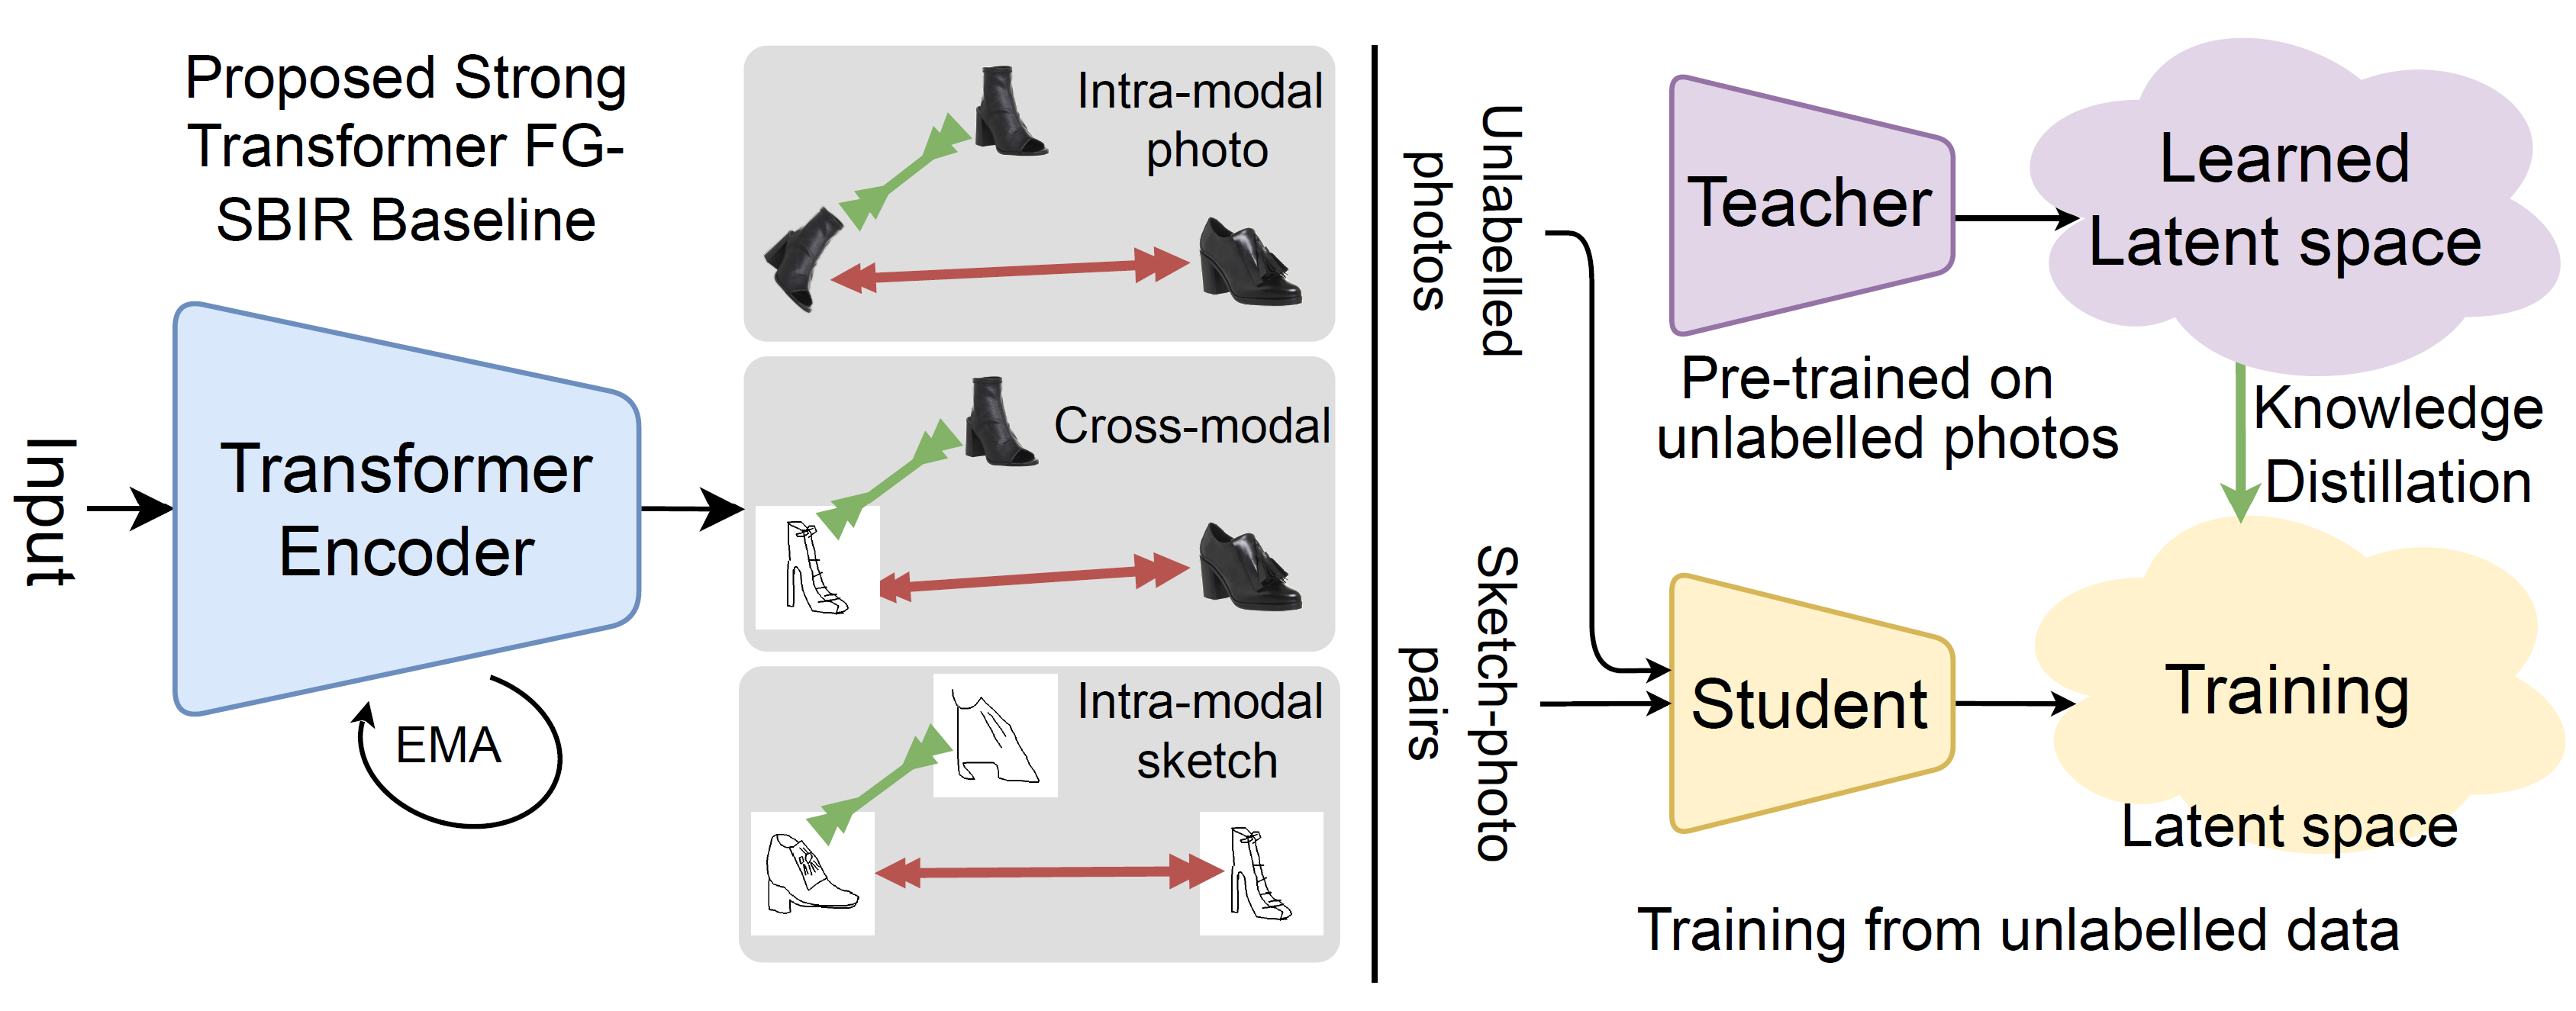 Proposed Strong
Transformer FG-
SBIR Baseline
Input
Transformer
Encoder
EMA
Intra-modal
photo
Cross-modal
Intra-modal
sketch
Unlabelled
photos
Sketch-photo
pairs
Teacher
Learned
Latent space
Pre-trained on
unlabelled photos
Knowledge
Distillation
Student
Training
Latent space
Training from unlabelled data